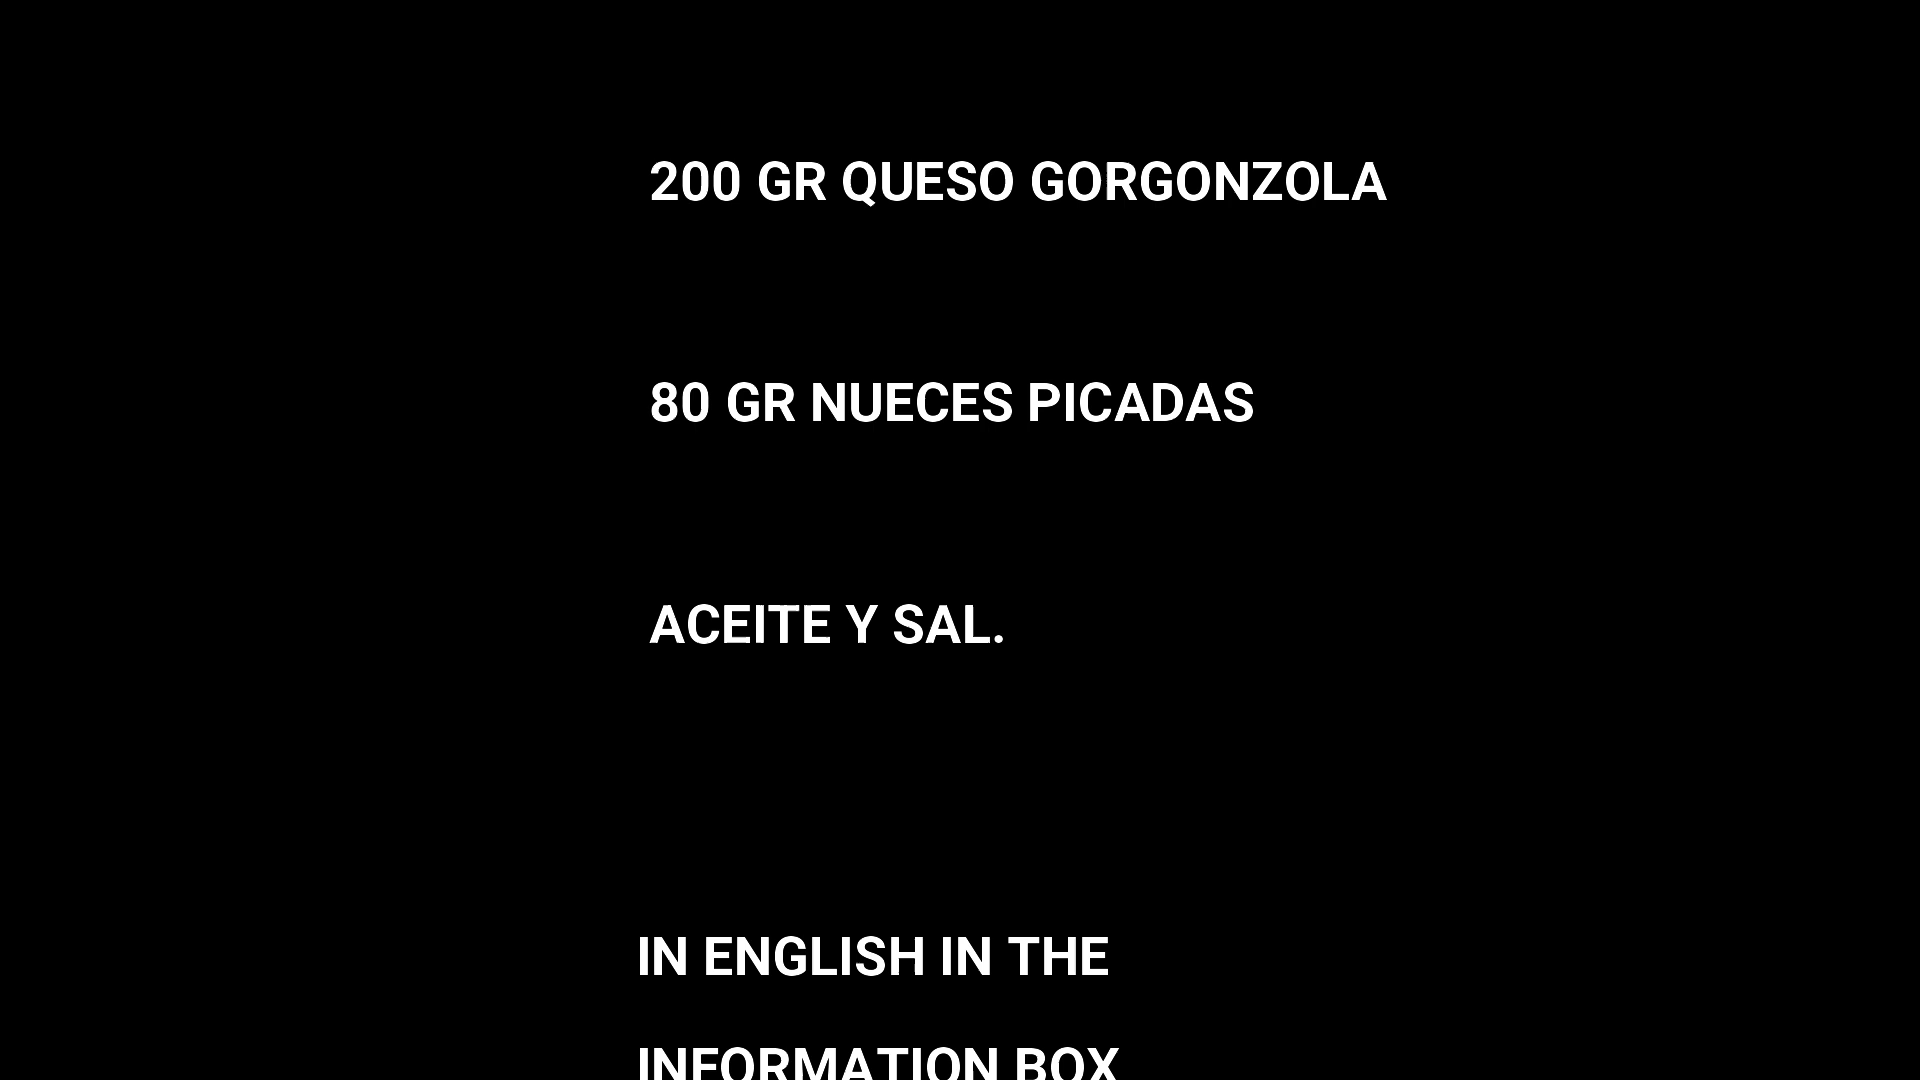 200 GR QUESO GORGONZOLA
80 GR NUECES PICADAS
ACEITE Y SAL.
IN ENGLISH IN THE
INFORMATION BOX